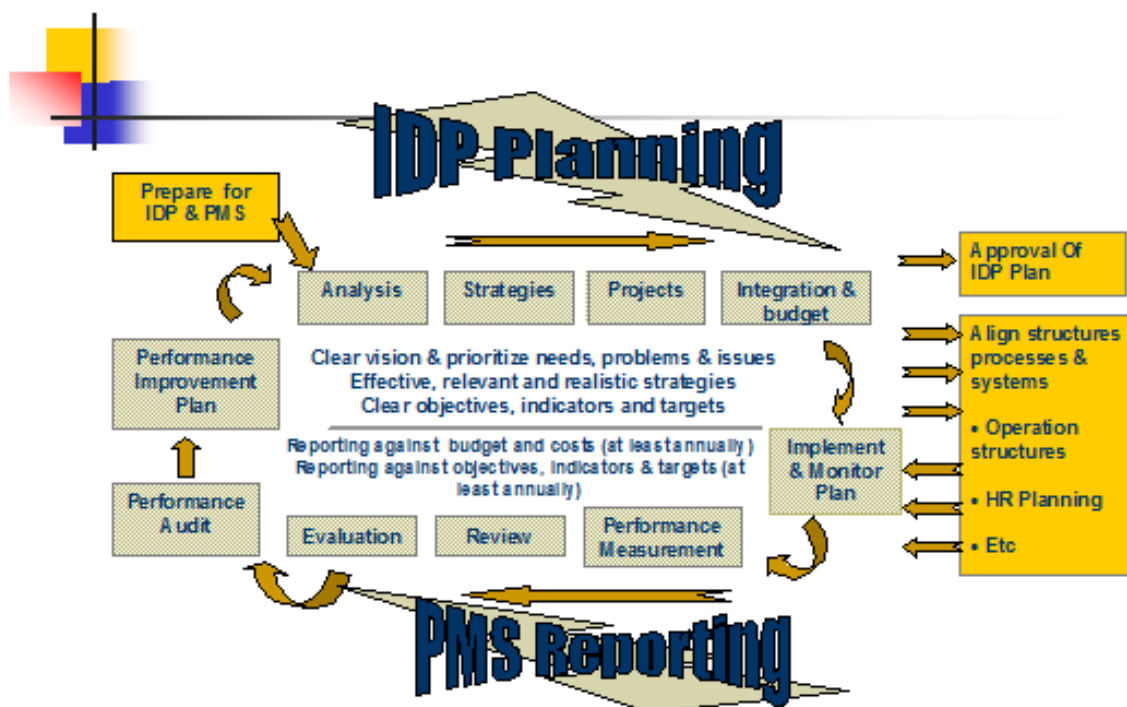 IDP Planning
Prepare for
IDP & PMS
Analysis
Strategies
Projects
Integration &
budget
Approval Of
IDP Plan
Align structures
processes &
systems
• Operation
structures
• HR Planning
• Etc
Performance
Improvement
Plan
Clear vision & prioritize needs, problems & issues
Effective, relevant and realistic strategies
Clear objectives, indicators and targets
Reporting against budget and costs (at least annually)
Reporting against objectives, indicators & targets (at
least annually)
Implement
& Monitor
Plan
Performance
Audit
Evaluation
Review
Performance
Measurement
PMS Reporting